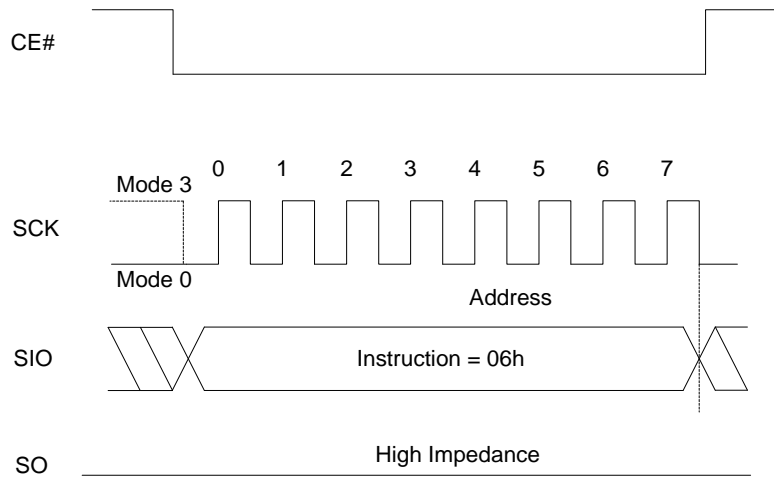 CE#
0 1 2 3 4 5 6 7
Mode 3
SCK
Mode 0
Address
SIO
Instruction = 06h
High Impedance
SO